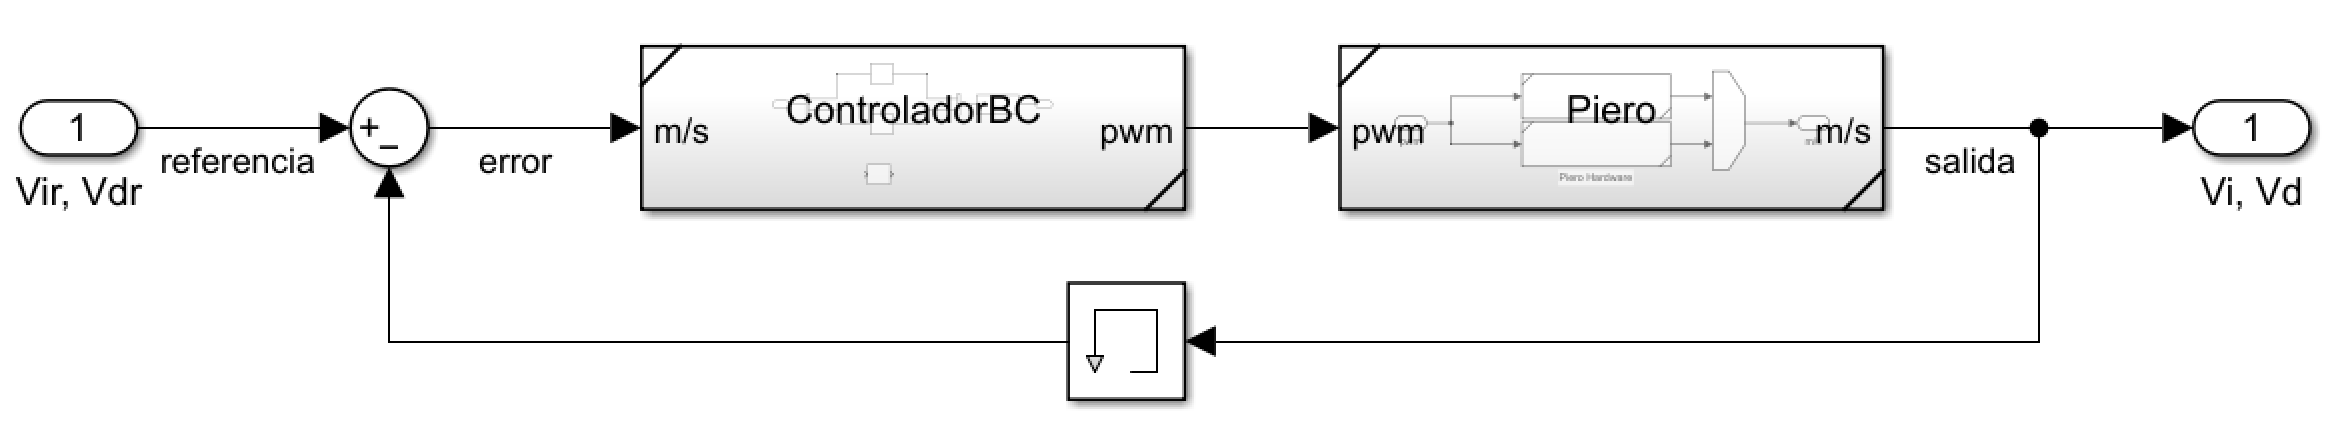 1
Vir, Vdr
referencia
+
−
error
m/s
ControladorBC
pwm
pwm
Piero
m/s
Piero Hardware
salida
1
Vi, Vd